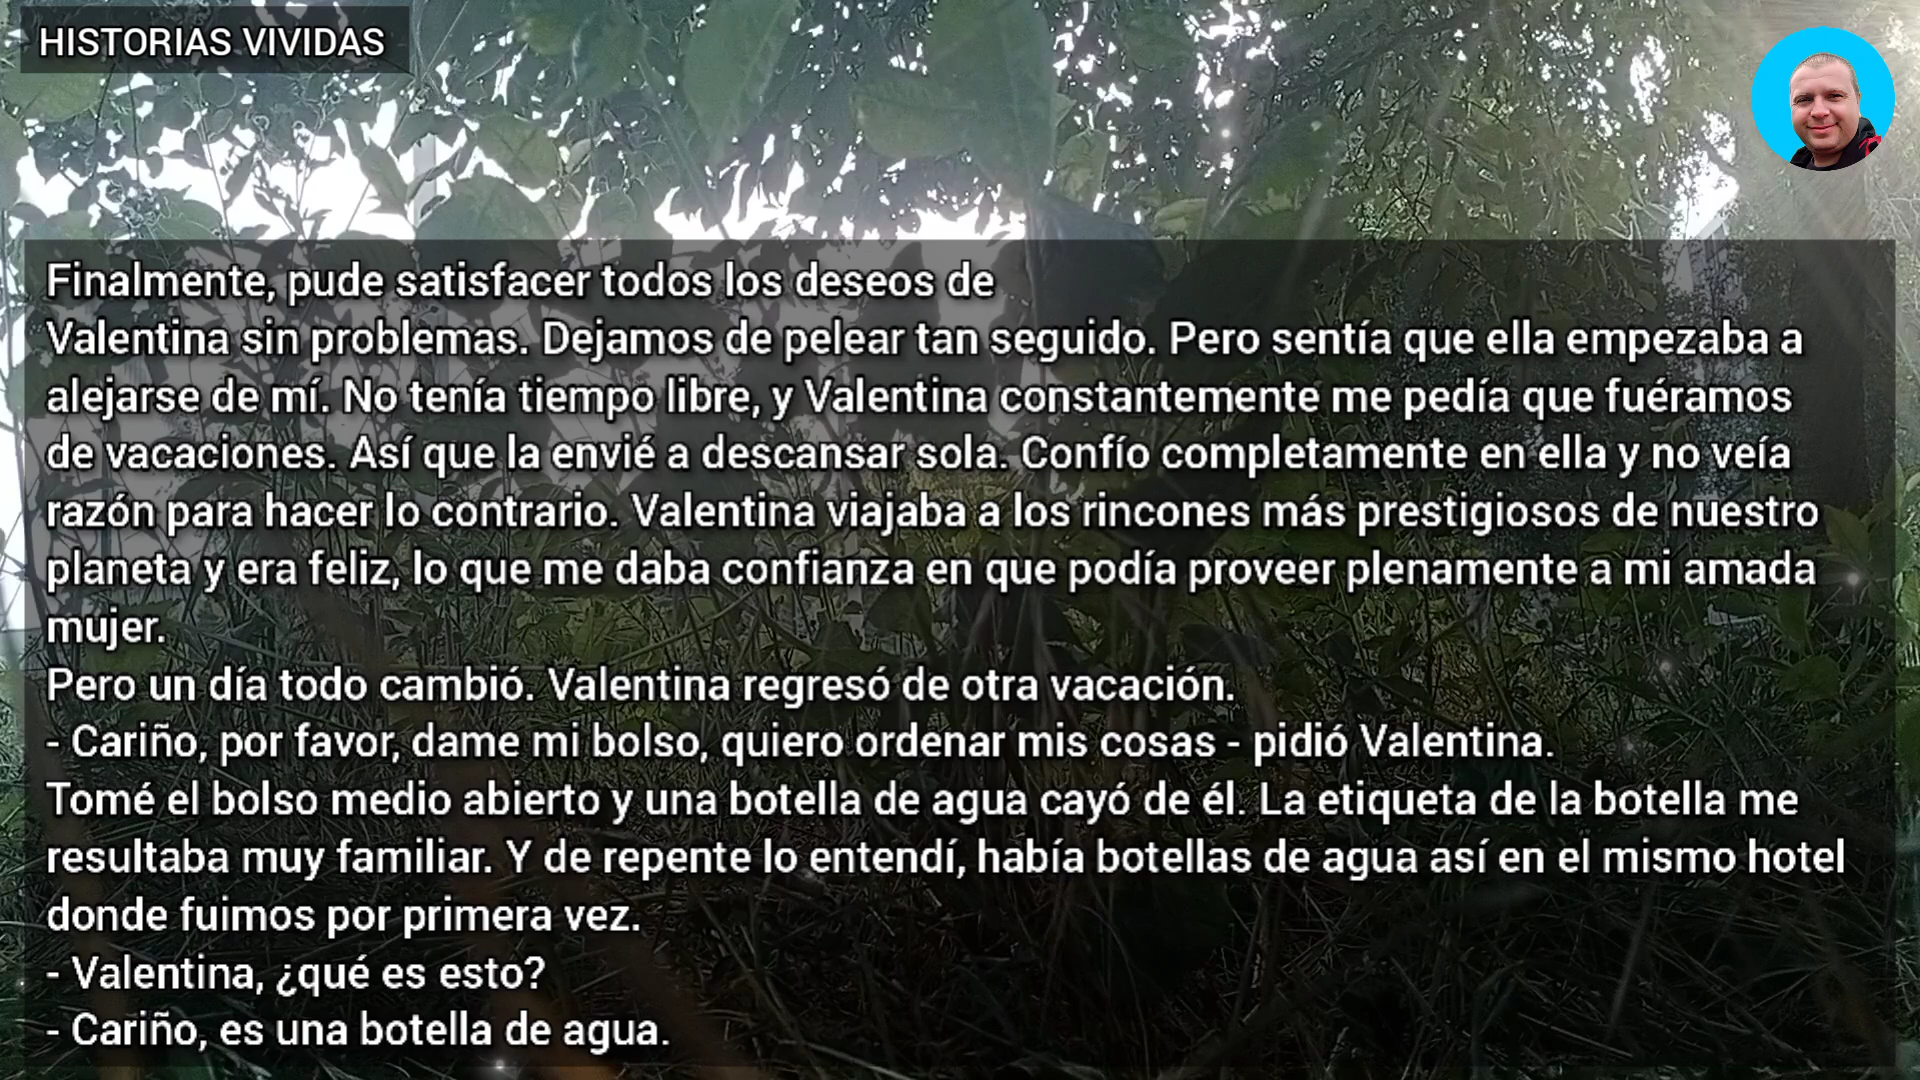 HISTORIAS VIVIDAS
Finalmente, pude satisfacer todos los deseos de
Valentina sin problemas. Dejamos de pelear tan seguido. Pero sentía que ella empezaba a
alejarse de mí. No tenía tiempo libre, y Valentina constantemente me pedía que fuéramos
de vacaciones. Así que la envié a descansar sola. Confío completamente en ella y no veía
razón para hacer lo contrario. Valentina viajaba a los rincones más prestigiosos de nuestro
planeta y era feliz, lo que me daba confianza en que podía proveer plenamente a mi amada
mujer.
Pero un día todo cambió. Valentina regresó de otra vacación.
- Cariño, por favor, dame mi bolso, quiero ordenar mis cosas - pidió Valentina.
Tomé el bolso medio abierto y una botella de agua cayó de él. La etiqueta de la botella me
resultaba muy familiar. Y de repente lo entendí, había botellas de agua así en el mismo hotel
donde fuimos por primera vez.
- Valentina, ¿qué es esto?
- Cariño, es una botella de agua.